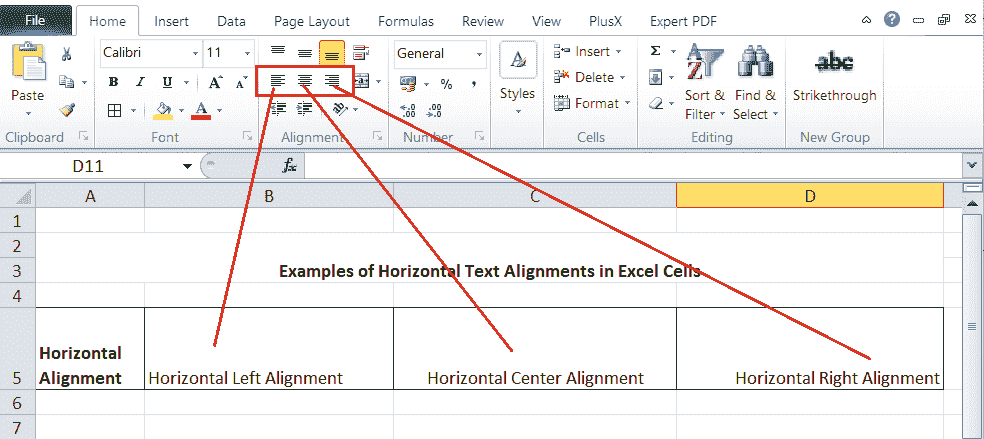 File Home Insert Data Page Layout Formulas Review View PlusX Expert PDF
Calibri 11 General Insert Σ A Z abc
Paste B I U A A % , Styles Delete Sort & Find & Strikethrough
A .00 .0 Format Filter Select
Clipboard Font Alignment Number Cells Editing New Group
D11 fx
A B C D
1
2
3 Examples of Horizontal Text Alignments in Excel Cells
4
Horizontal
5 Alignment Horizontal Left Alignment Horizontal Center Alignment Horizontal Right Alignment
6
7